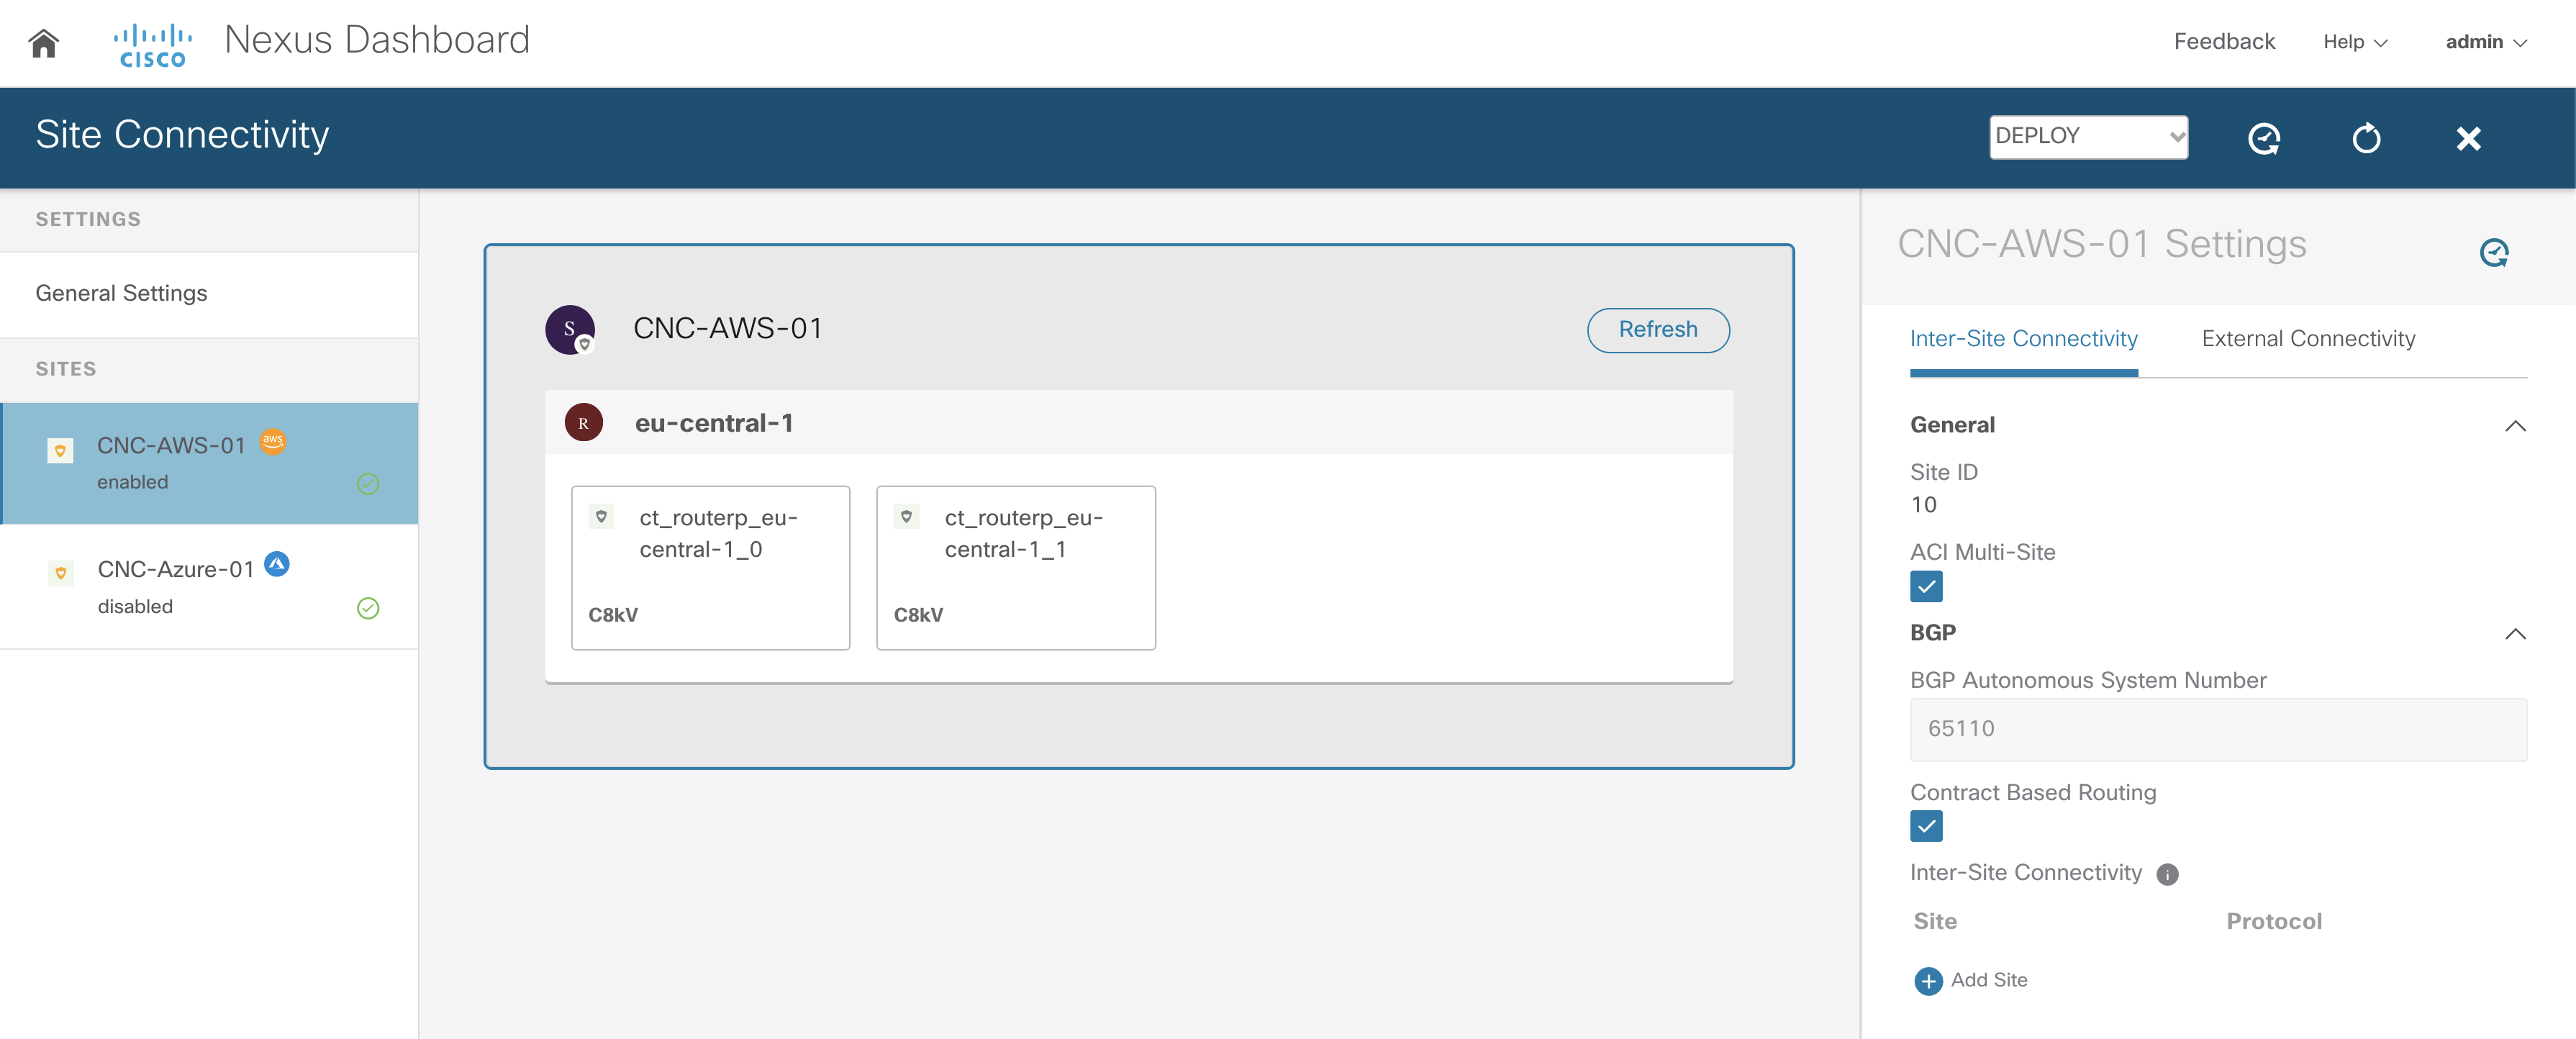 CISCO
Nexus Dashboard
Feedback
Help
admin
Site Connectivity
DEPLOY
SETTINGS
General Settings
SITES
CNC-AWS-01
aws
enabled
CNC-Azure-01
disabled
S
CNC-AWS-01
Refresh
R
eu-central-1
ct_routerp_eu-
central-1_0
C8kV
ct_routerp_eu-
central-1_1
C8kV
CNC-AWS-01 Settings
Inter-Site Connectivity
External Connectivity
General
Site ID
10
ACI Multi-Site
BGP
BGP Autonomous System Number
65110
Contract Based Routing
Inter-Site Connectivity
i
Site
Protocol
Add Site